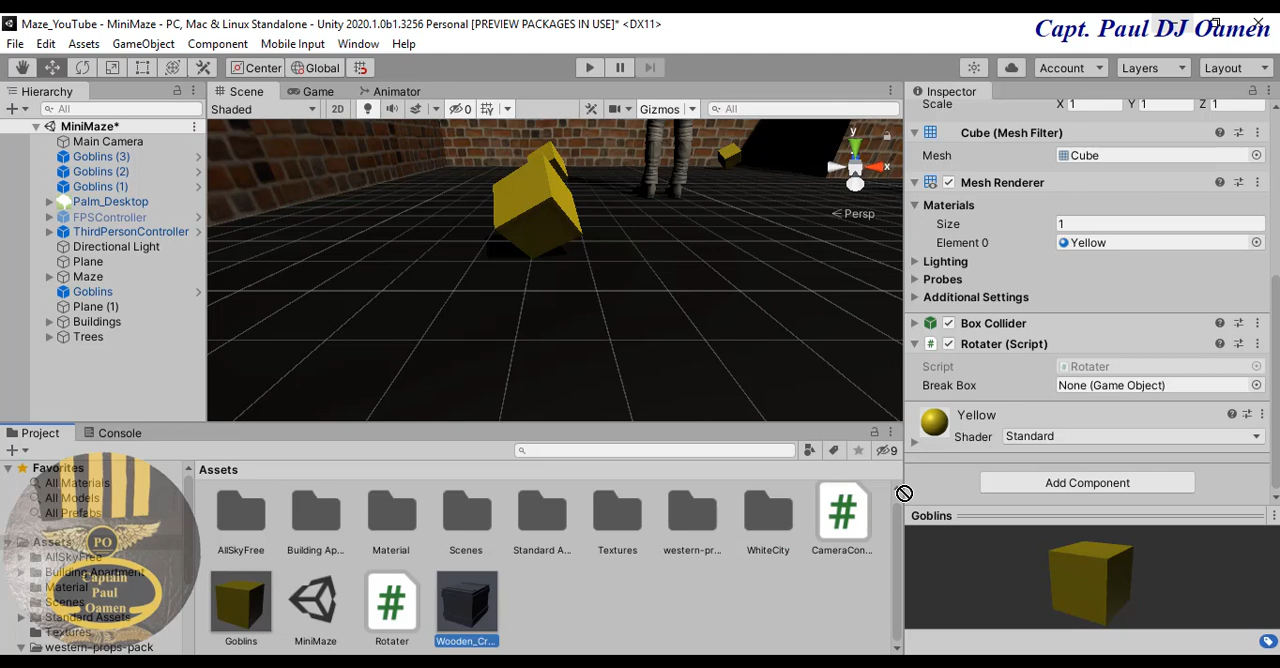 Maze_YouTube - MiniMaze - PC, Mac & Linux Standalone - Unity 2020.1.0b1.3256 Personal [PREVIEW PACKAGES IN USE]* <DX11>
Capt. Paul DJ Oamen
File Edit Assets GameObject Component Mobile Input Window Help
Center Global Account Layers Layout
Hierarchy Scene Game Animator Inspector
All Shaded 2D 0 Gizmos All Scale X 1 Y 1 Z 1
MiniMaze*
Main Camera
Goblins (3)
Goblins (2)
Goblins (1)
Palm_Desktop
FPSController
ThirdPersonController
Directional Light
Plane
Maze
Goblins
Plane (1)
Buildings
Trees
y
x
Persp
Cube (Mesh Filter)
Mesh Cube
Mesh Renderer
Materials
Size 1
Element 0 Yellow
Lighting
Probes
Additional Settings
Box Collider
# Rotater (Script)
Script Rotater
Break Box None (Game Object)
Yellow
Shader Standard
Add Component
Goblins
Project Console
9
Favorites
All Materials
All Models
All Prefabs
Assets
AllSkyFree
Building Apartment
Material
Scenes
Standard Assets
Textures
western-props-pack
PO
Captain
Paul
Oamen
Assets
AllSkyFree Building Ap... Material Scenes Standard A... Textures western-pr... WhiteCity CameraCon...
Goblins MiniMaze Rotater Wooden_Cr...